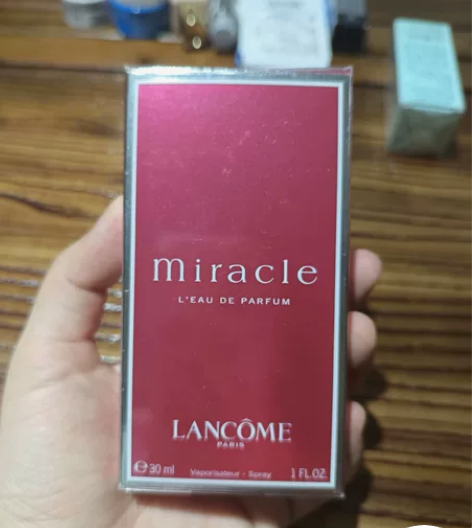 miracle
L'EAU DE PARFUM
LANCÔME
PARIS
℮ 30 ml Vaporisateur - Spray 1 FL.OZ.